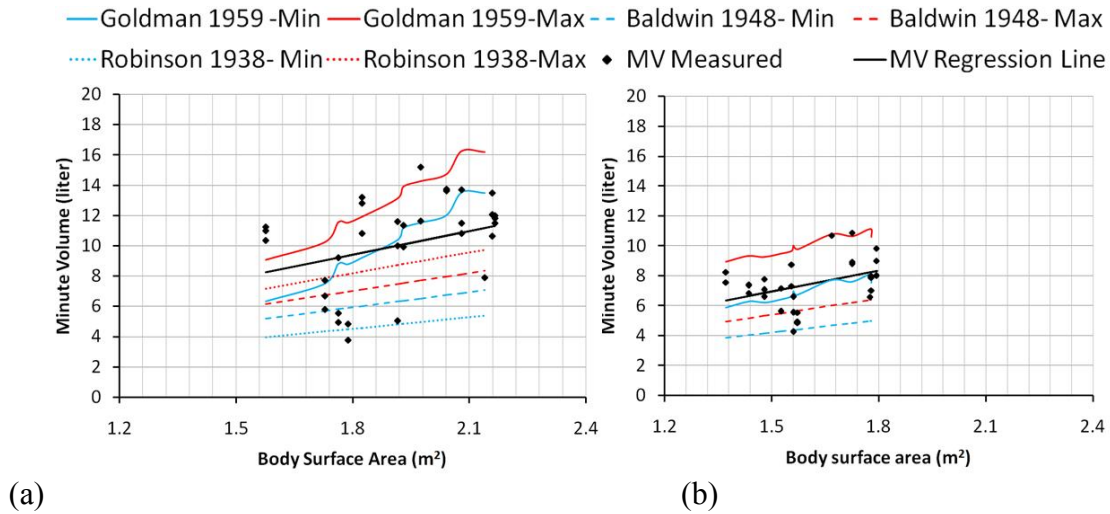 Goldman 1959 -Min Goldman 1959-Max Baldwin 1948- Min Baldwin 1948- Max
Robinson 1938- Min Robinson 1938-Max MV Measured MV Regression Line
Minute Volume (liter)
20
18
16
14
12
10
8
6
4
2
0
1.2 1.5 1.8 2.1 2.4
Body Surface Area (m²)
(a)
Minute Volume (liter)
20
18
16
14
12
10
8
6
4
2
0
1.2 1.5 1.8 2.1 2.4
Body surface area (m²)
(b)